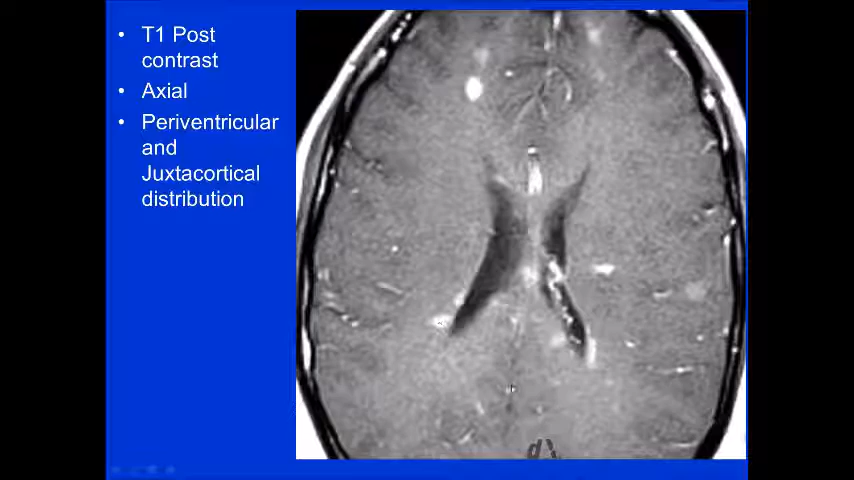 • T1 Post
contrast
• Axial
• Periventricular
and
Juxtacortical
distribution